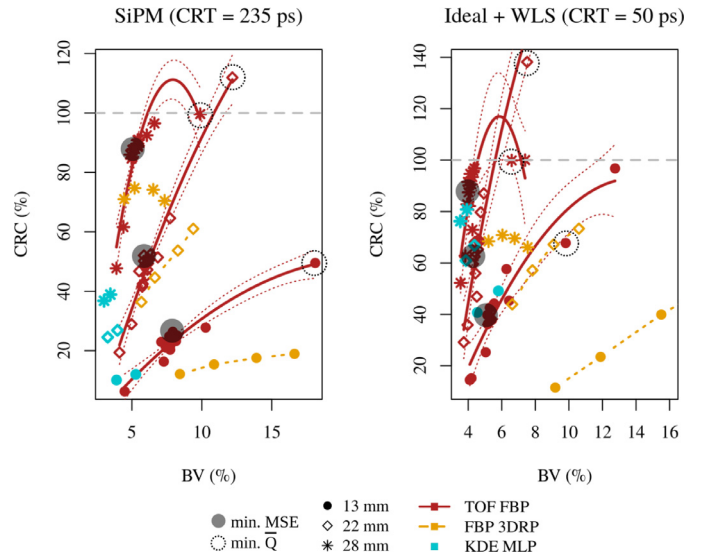 SiPM (CRT = 235 ps)
Ideal + WLS (CRT = 50 ps)
CRC (%)
120
100
80
60
40
20
5
10
15
BV (%)
CRC (%)
140
120
100
80
60
40
20
4
6
8
10
12
14
16
BV (%)
min. MSE
min. Q̅
13 mm
22 mm
28 mm
TOF FBP
FBP 3DRP
KDE MLP